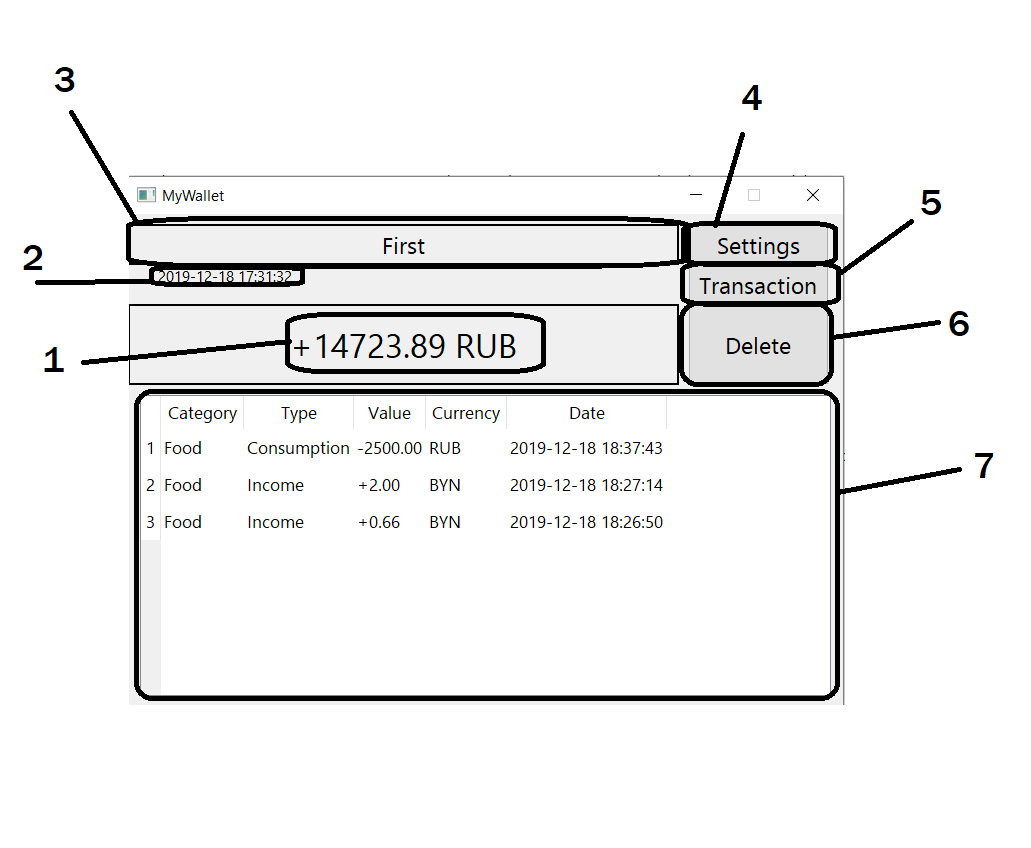 3
4
MyWallet
5
First
Settings
2
2019-12-18 17:31:32
Transaction
6
1
+14723.89 RUB
Delete
Category Type Value Currency Date
7
1 Food Consumption -2500.00 RUB 2019-12-18 18:37:43
2 Food Income +2.00 BYN 2019-12-18 18:27:14
3 Food Income +0.66 BYN 2019-12-18 18:26:50